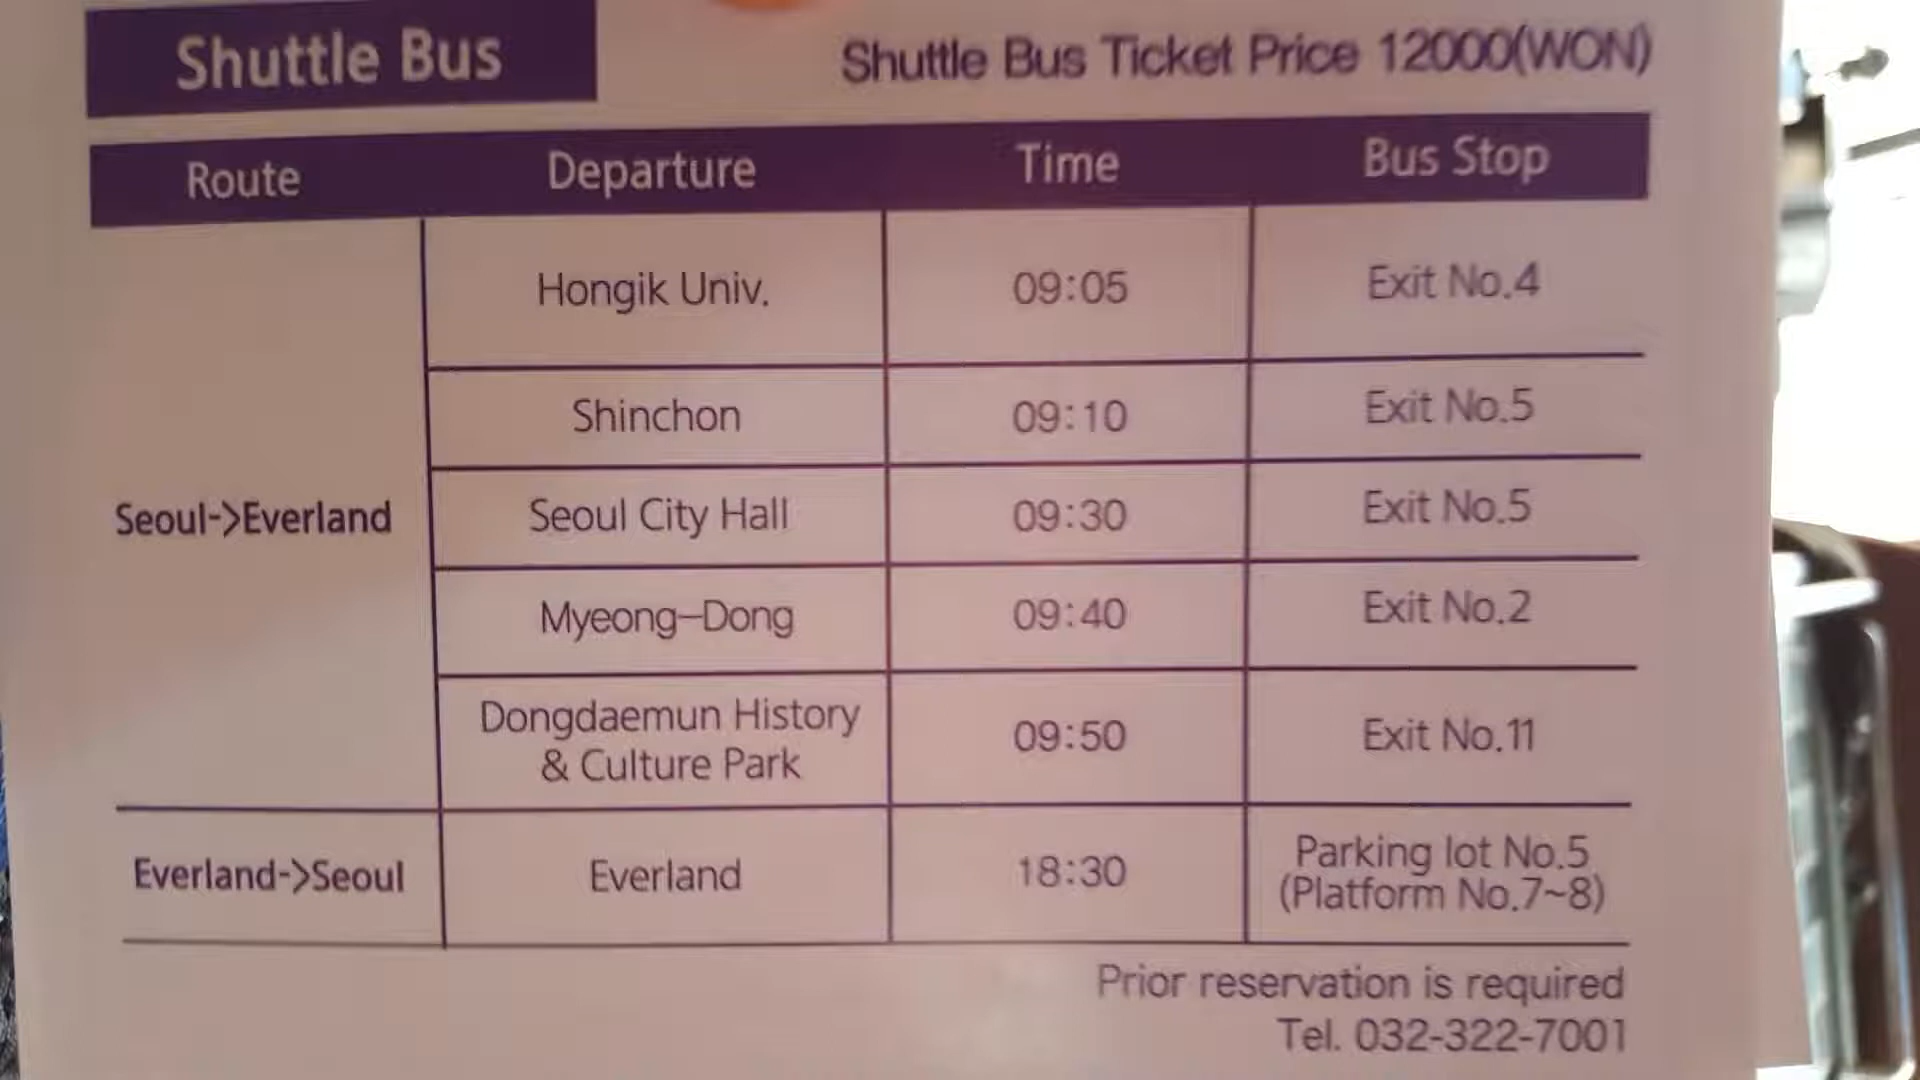 Shuttle Bus
Shuttle Bus Ticket Price 12000(WON)
Route Departure Time Bus Stop
Seoul->Everland
Hongik Univ. 09:05 Exit No.4
Shinchon 09:10 Exit No.5
Seoul City Hall 09:30 Exit No.5
Myeong-Dong 09:40 Exit No.2
Dongdaemun History
& Culture Park 09:50 Exit No.11
Everland->Seoul Everland 18:30 Parking lot No.5
(Platform No.7~8)
Prior reservation is required
Tel. 032-322-7001